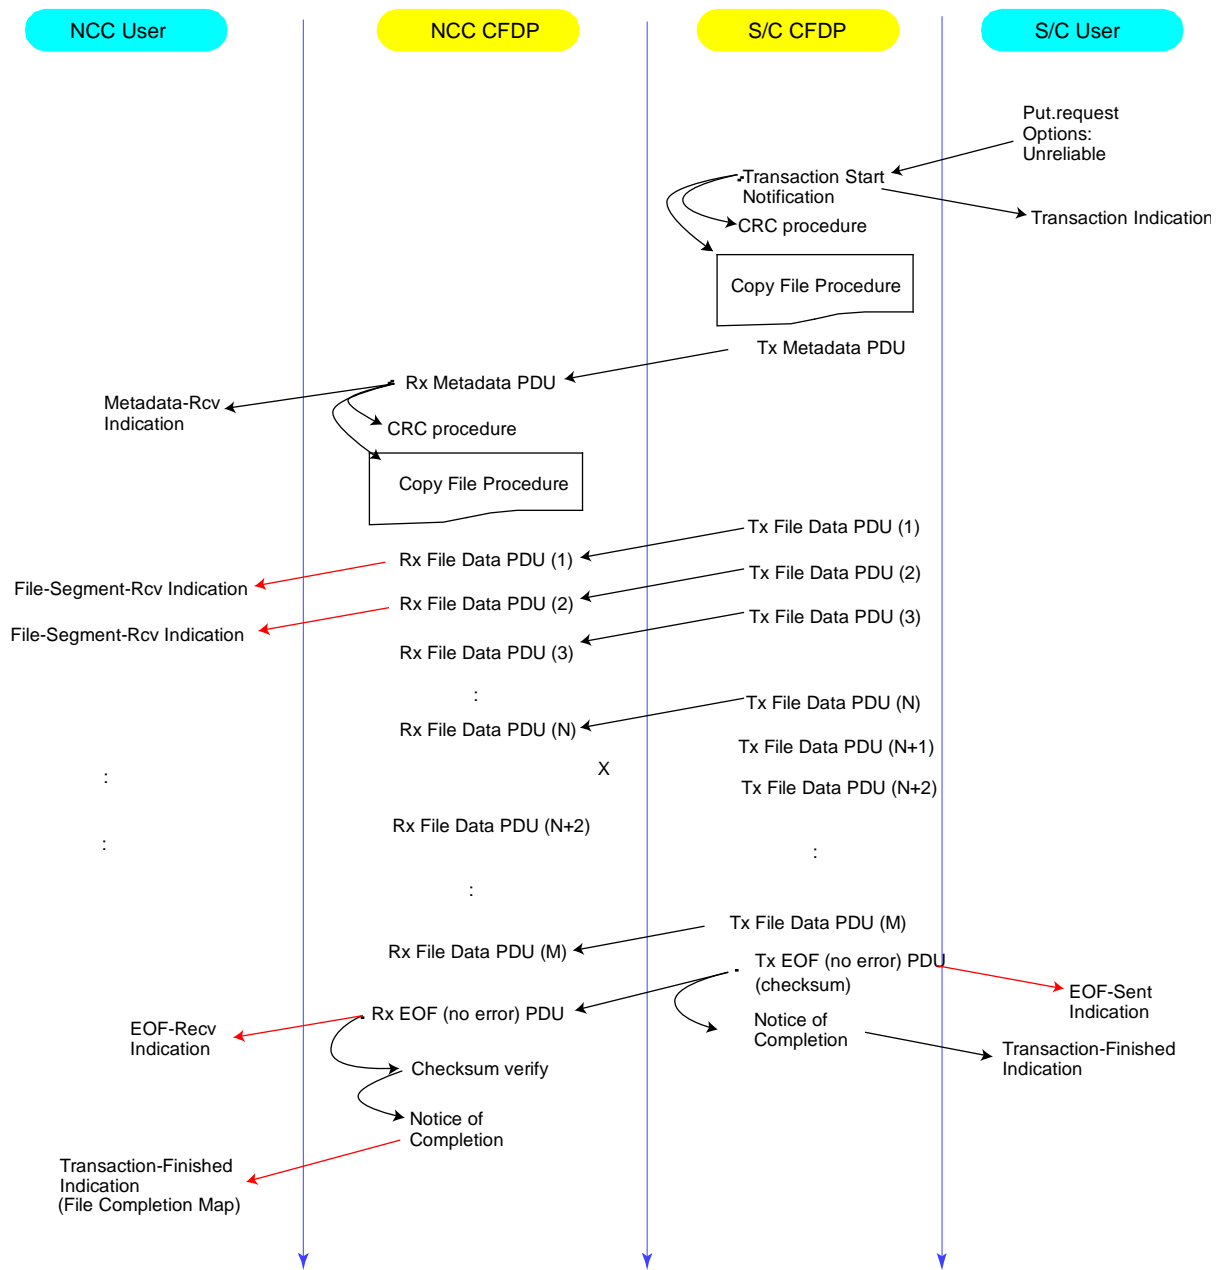 NCC User
NCC CFDP
S/C CFDP
S/C User
Put.request
Options:
Unreliable
Transaction Start
Notification
Transaction Indication
CRC procedure
Copy File Procedure
Tx Metadata PDU
Rx Metadata PDU
Metadata-Rcv
Indication
CRC procedure
Copy File Procedure
Tx File Data PDU (1)
Rx File Data PDU (1)
File-Segment-Rcv Indication
Tx File Data PDU (2)
Rx File Data PDU (2)
File-Segment-Rcv Indication
Tx File Data PDU (3)
Rx File Data PDU (3)
:
Tx File Data PDU (N)
Rx File Data PDU (N)
Tx File Data PDU (N+1)
X
:
Tx File Data PDU (N+2)
Rx File Data PDU (N+2)
:
:
:
Tx File Data PDU (M)
Rx File Data PDU (M)
Tx EOF (no error) PDU
(checksum)
EOF-Sent
Indication
Rx EOF (no error) PDU
EOF-Recv
Indication
Notice of
Completion
Transaction-Finished
Indication
Checksum verify
Notice of
Completion
Transaction-Finished
Indication
(File Completion Map)